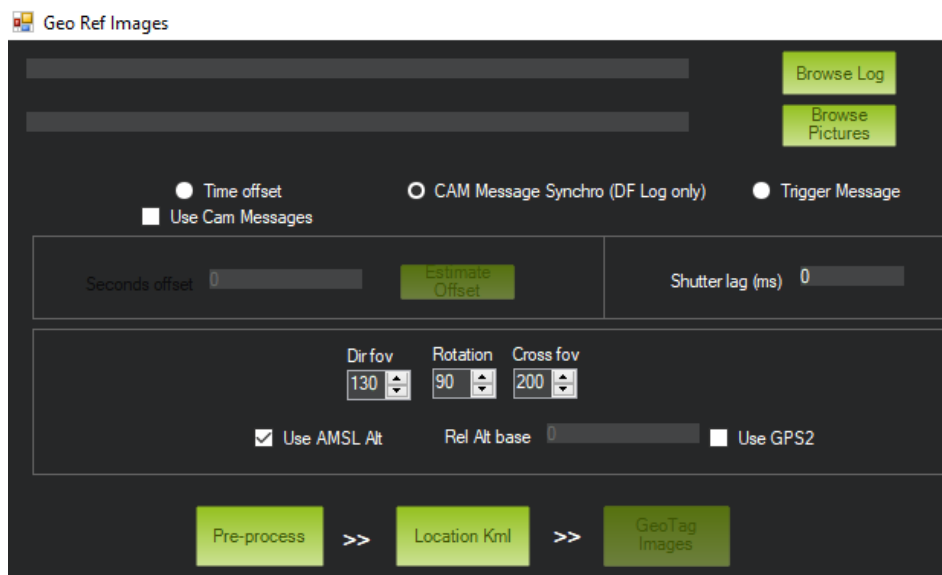 Geo Ref Images
Browse Log
Browse
Pictures
Time offset
CAM Message Synchro (DF Log only)
Trigger Message
Use Cam Messages
Seconds offset
0
Estimate
Offset
Shutter lag (ms)
0
Dir fov
Rotation
Cross fov
130
90
200
Use AMSL Alt
Rel Alt base
0
Use GPS2
Pre-process
>>
Location Kml
>>
GeoTag
Images